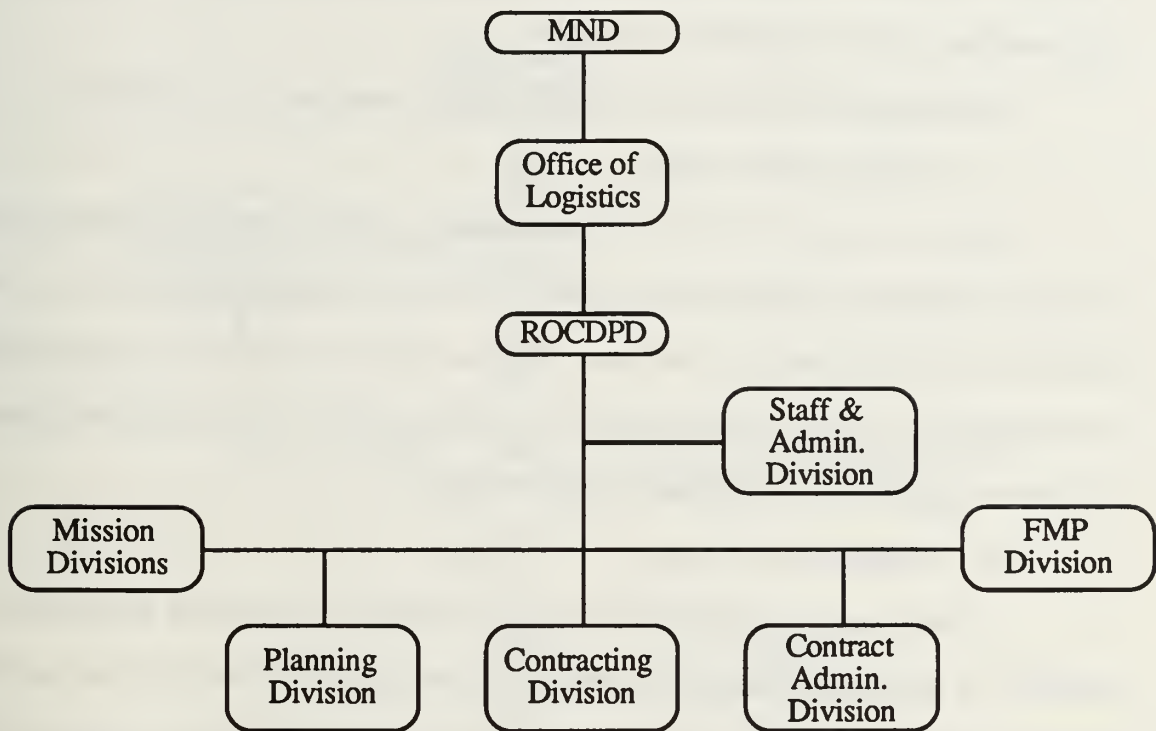 MND
Office of
Logistics
ROCDPD
Staff &
Admin.
Division
Mission
Divisions
FMP
Division
Planning
Division
Contracting
Division
Contract
Admin.
Division